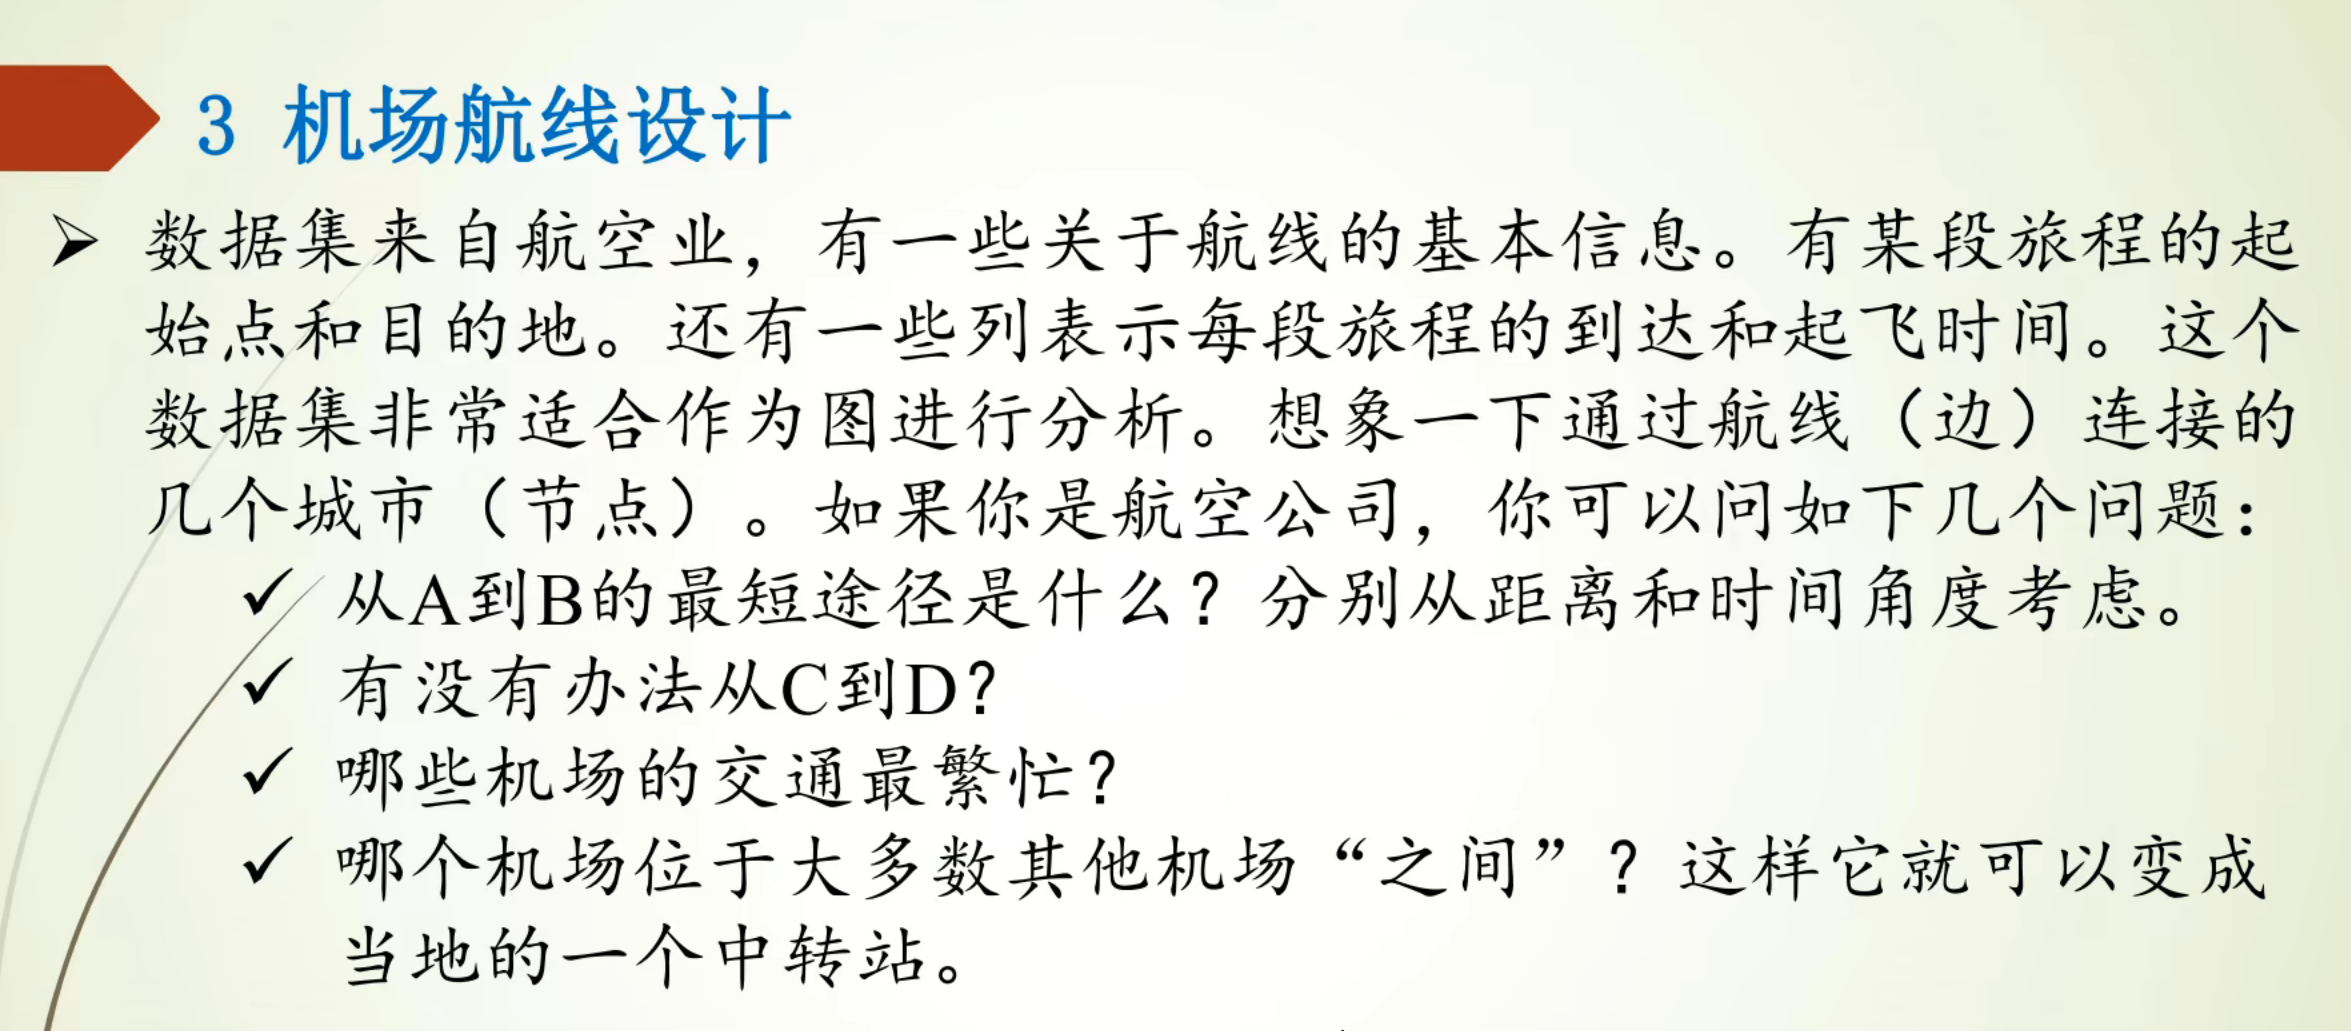 3 机场航线设计
数据集来自航空业，有一些关于航线的基本信息。有某段旅程的起
始点和目的地。还有一些列表示每段旅程的到达和起飞时间。这个
数据集非常适合作为图进行分析。想象一下通过航线（边）连接的
几个城市（节点）。如果你是航空公司，你可以问如下几个问题：
从A到B的最短途径是什么？分别从距离和时间角度考虑。
有没有办法从C到D？
哪些机场的交通最繁忙？
哪个机场位于大多数其他机场“之间”？这样它就可以变成
当地的一个中转站。